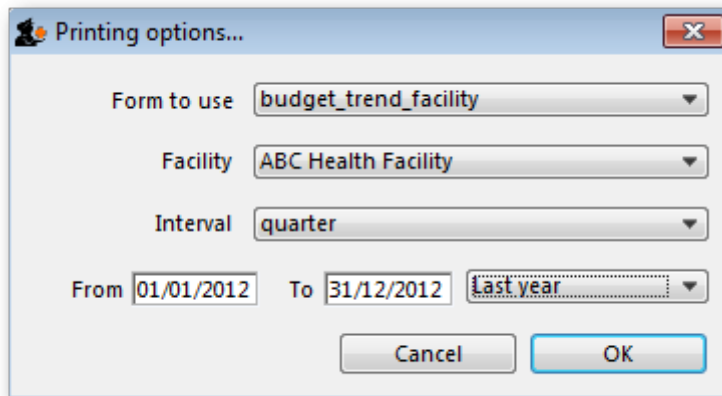 Printing options...
Form to use budget_trend_facility
Facility ABC Health Facility
Interval quarter
From 01/01/2012 To 31/12/2012 Last year
Cancel OK